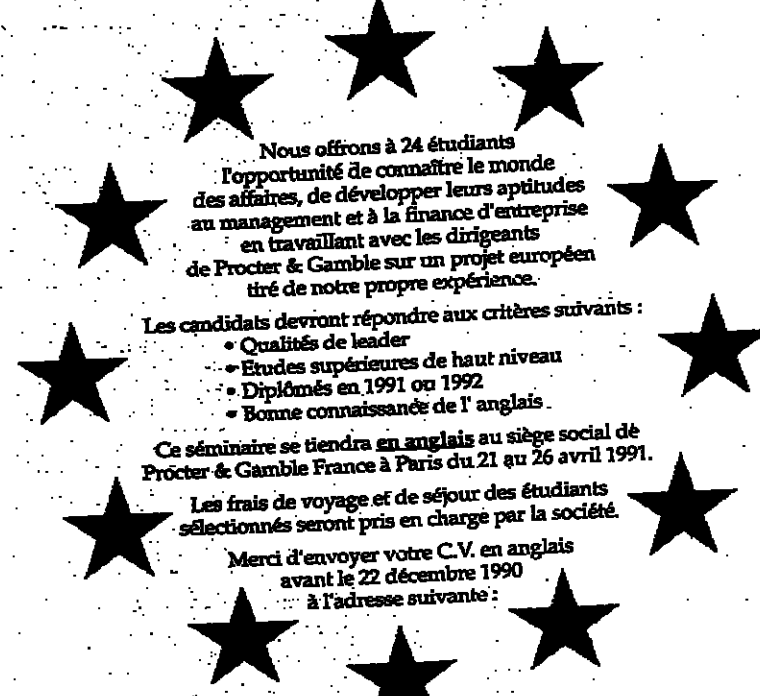 Nous offrons à 24 étudiants
l'opportunité de connaître le monde
des affaires, de développer leurs aptitudes
au management et à la finance d'entreprise
en travaillant avec les dirigeants
de Procter & Gamble sur un projet européen
tiré de notre propre expérience.
Les candidats devront répondre aux critères suivants :
• Qualités de leader
• Etudes supérieures de haut niveau
• Diplômés en 1991 ou 1992
• Bonne connaissance de l' anglais.
Ce séminaire se tiendra en anglais au siège social de
Procter & Gamble France à Paris du 21 au 26 avril 1991.
Les frais de voyage et de séjour des étudiants
sélectionnés seront pris en charge par la société.
Merci d'envoyer votre C.V. en anglais
avant le 22 décembre 1990
à l'adresse suivante :